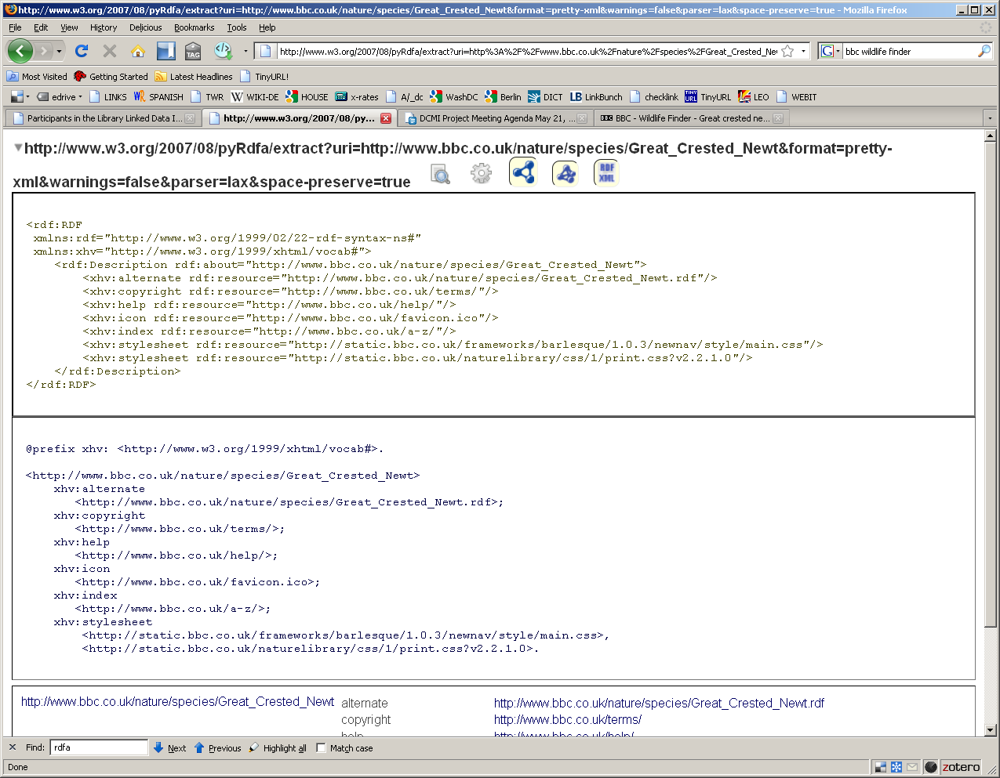 http://www.w3.org/2007/08/pyRdfa/extract?uri=http://www.bbc.co.uk/nature/species/Great_Crested_Newt&format=pretty-xml&warnings=false&parser=lax&space-preserve=true - Mozilla Firefox
File Edit View History Delicious Bookmarks Tools Help
TAG http://www.w3.org/2007/08/pyRdfa/extract?uri=http%3A%2F%2Fwww.bbc.co.uk%2Fnature%2Fspecies%2FGreat_Crested_Ne G bbc wildlife finder
Most Visited Getting Started Latest Headlines TinyURL!
edrive LINKS SPANISH TWR W WIKI-DE HOUSE x-rates A/_dc WashDC Berlin DICT LB LinkBunch checklink TINY URL TinyURL LEO WEBIT
Participants in the Library Linked Data I... http://www.w3.org/2007/08/py... DCMI Project Meeting Agenda May 21, ... BBC BBC - Wildlife Finder - Great crested ne...
http://www.w3.org/2007/08/pyRdfa/extract?uri=http://www.bbc.co.uk/nature/species/Great_Crested_Newt&format=pretty-
xml&warnings=false&parser=lax&space-preserve=true RDF XML
<rdf:RDF
xmlns:rdf="http://www.w3.org/1999/02/22-rdf-syntax-ns#"
xmlns:xhv="http://www.w3.org/1999/xhtml/vocab#">
<rdf:Description rdf:about="http://www.bbc.co.uk/nature/species/Great_Crested_Newt">
<xhv:alternate rdf:resource="http://www.bbc.co.uk/nature/species/Great_Crested_Newt.rdf"/>
<xhv:copyright rdf:resource="http://www.bbc.co.uk/terms/"/>
<xhv:help rdf:resource="http://www.bbc.co.uk/help/"/>
<xhv:icon rdf:resource="http://www.bbc.co.uk/favicon.ico"/>
<xhv:index rdf:resource="http://www.bbc.co.uk/a-z/"/>
<xhv:stylesheet rdf:resource="http://static.bbc.co.uk/frameworks/barlesque/1.0.3/newnav/style/main.css"/>
<xhv:stylesheet rdf:resource="http://static.bbc.co.uk/naturelibrary/css/1/print.css?v2.2.1.0"/>
</rdf:Description>
</rdf:RDF>
@prefix xhv: <http://www.w3.org/1999/xhtml/vocab#>.
<http://www.bbc.co.uk/nature/species/Great_Crested_Newt>
xhv:alternate
<http://www.bbc.co.uk/nature/species/Great_Crested_Newt.rdf>;
xhv:copyright
<http://www.bbc.co.uk/terms/>;
xhv:help
<http://www.bbc.co.uk/help/>;
xhv:icon
<http://www.bbc.co.uk/favicon.ico>;
xhv:index
<http://www.bbc.co.uk/a-z/>;
xhv:stylesheet
<http://static.bbc.co.uk/frameworks/barlesque/1.0.3/newnav/style/main.css>,
<http://static.bbc.co.uk/naturelibrary/css/1/print.css?v2.2.1.0>.
http://www.bbc.co.uk/nature/species/Great_Crested_Newt alternate http://www.bbc.co.uk/nature/species/Great_Crested_Newt.rdf
copyright http://www.bbc.co.uk/terms/
help http://www.bbc.co.uk/help/
Find: rdfa Next Previous Highlight all Match case
Done zotero